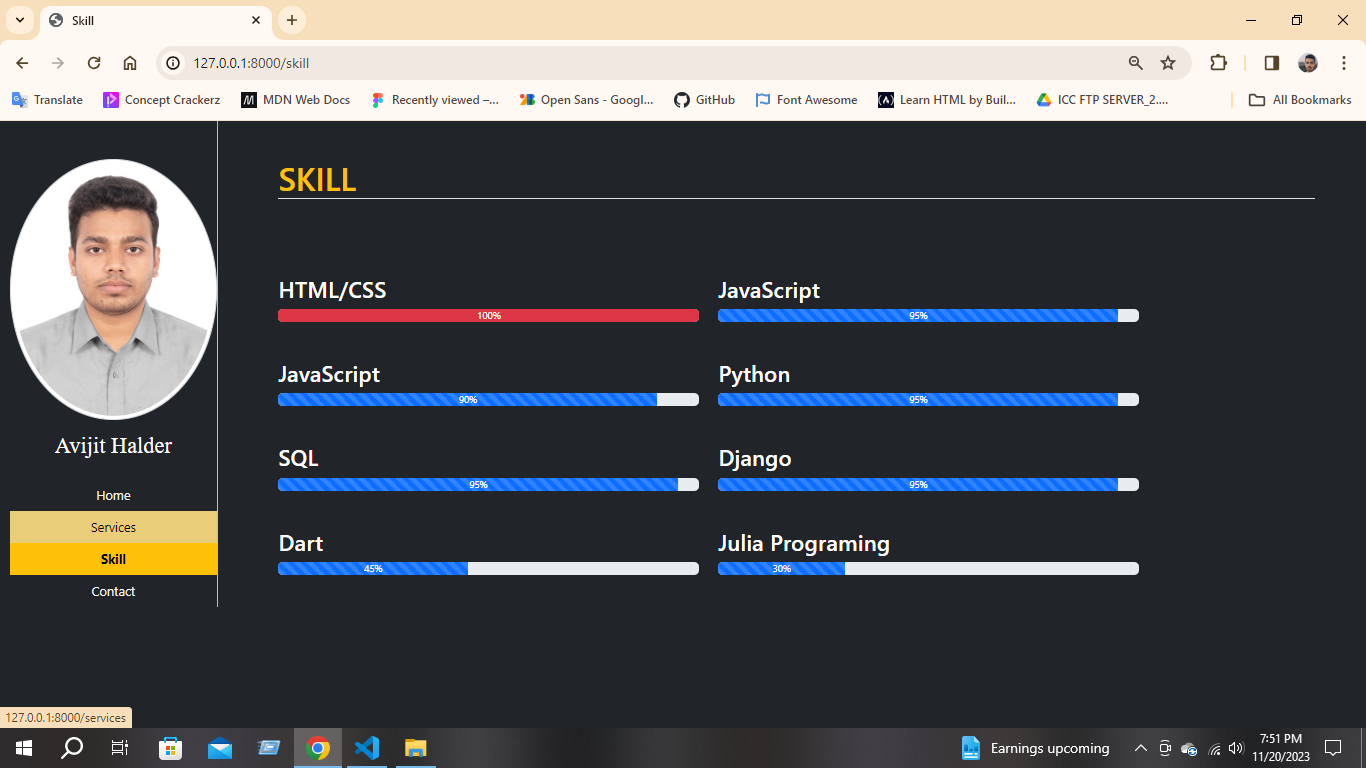 Skill
127.0.0.1:8000/skill
Translate Concept Crackerz MDN Web Docs Recently viewed –... Open Sans - Googl... GitHub Font Awesome Learn HTML by Buil... ICC FTP SERVER_2.... All Bookmarks
SKILL
HTML/CSS JavaScript
100% 95%
JavaScript Python
90% 95%
Avijit Halder
SQL Django
95% 95%
Home
Services
Skill
Contact
Dart Julia Programing
45% 30%
127.0.0.1:8000/services
Earnings upcoming
7:51 PM
11/20/2023